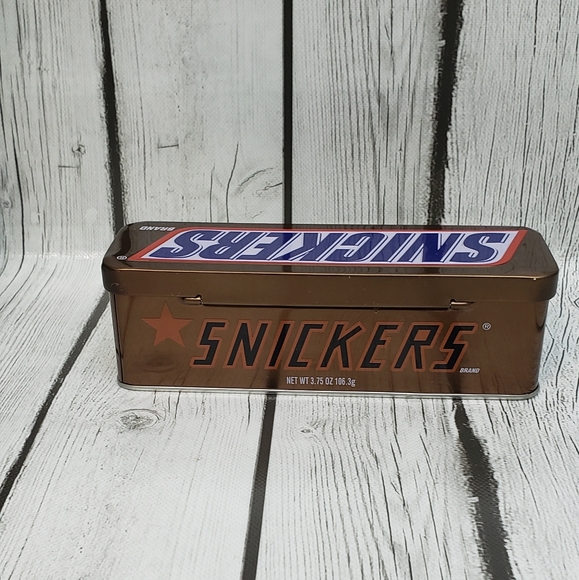 SNICKERS
®
BRAND
SNICKERS®
BRAND
NET WT 3.75 OZ 106.3g